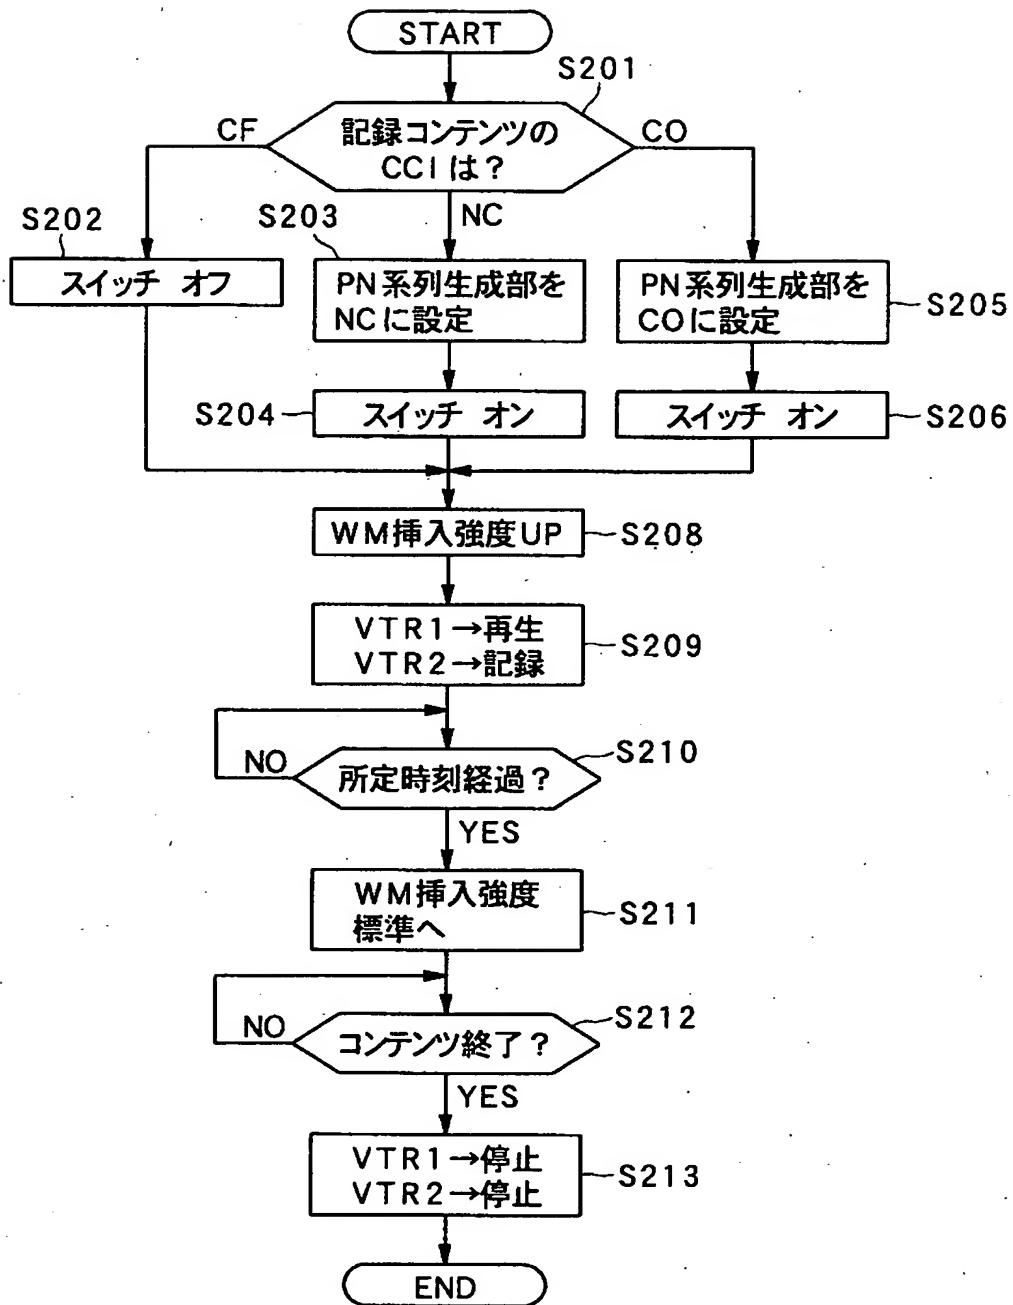 START
S201
CF
記録コンテンツの
CCIは？
CO
S202
S203
NC
スイッチ オフ
PN系列生成部を
NCに設定
PN系列生成部を
COに設定
S205
S204
スイッチ オン
スイッチ オン
S206
WM挿入強度UP
S208
VTR1→再生
VTR2→記録
S209
NO
所定時刻経過？
S210
YES
WM挿入強度
標準へ
S211
NO
コンテンツ終了？
S212
YES
VTR1→停止
VTR2→停止
S213
END